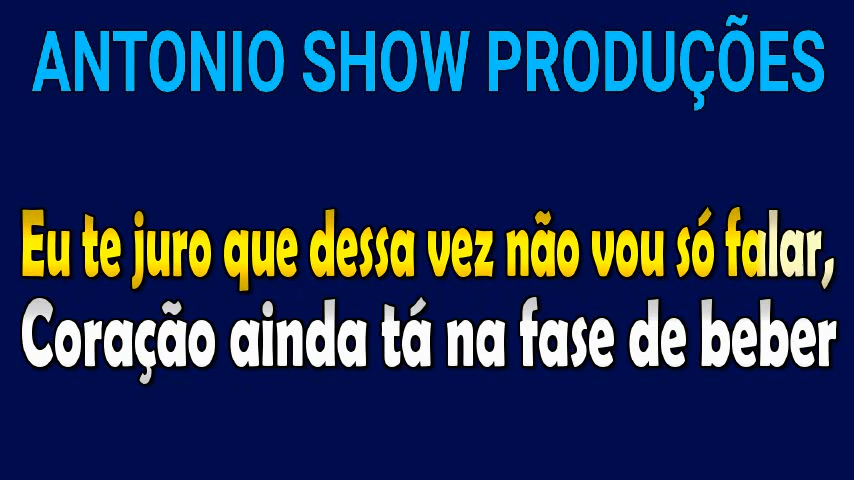 ANTONIO SHOW PRODUÇÕES
Eu te juro que dessa vez não vou só falar,
Coração ainda tá na fase de beber